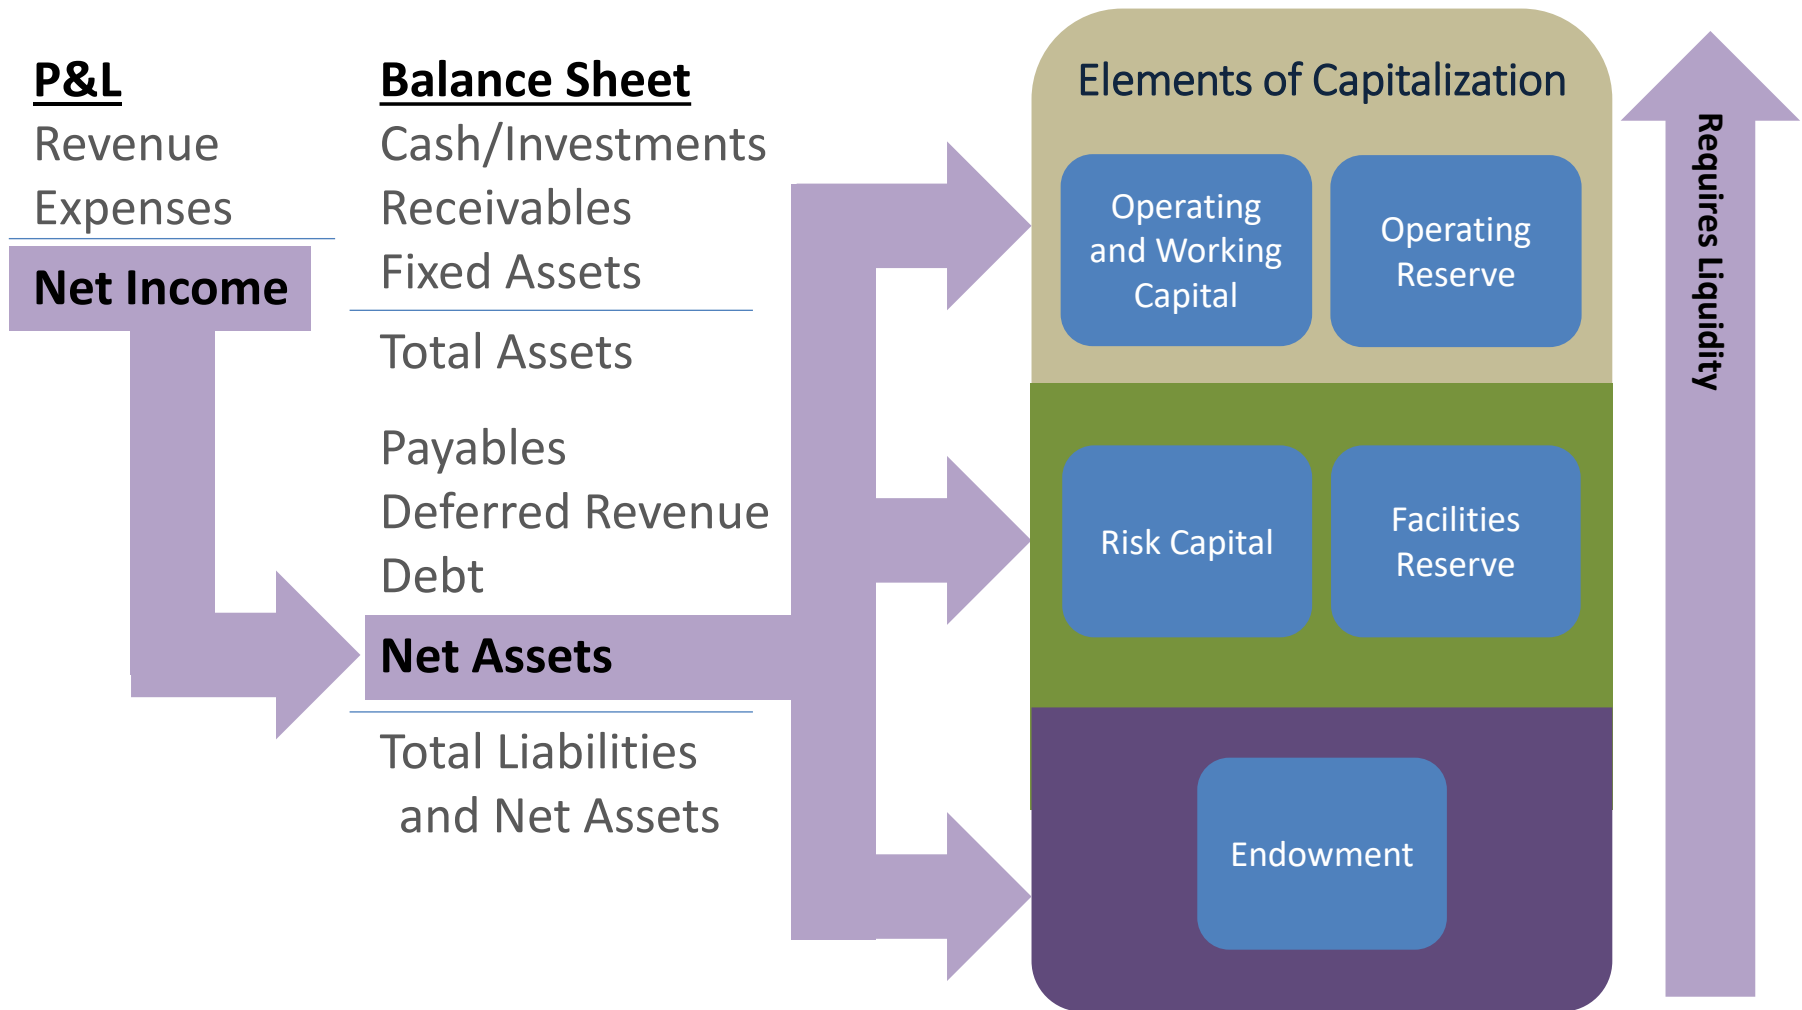 P&L
Revenue
Expenses
Net Income
Balance Sheet
Cash/Investments
Receivables
Fixed Assets
Total Assets
Payables
Deferred Revenue
Debt
Net Assets
Total Liabilities
and Net Assets
Elements of Capitalization
Operating
and Working
Capital
Operating
Reserve
Risk Capital
Facilities
Reserve
Endowment
Requires Liquidity